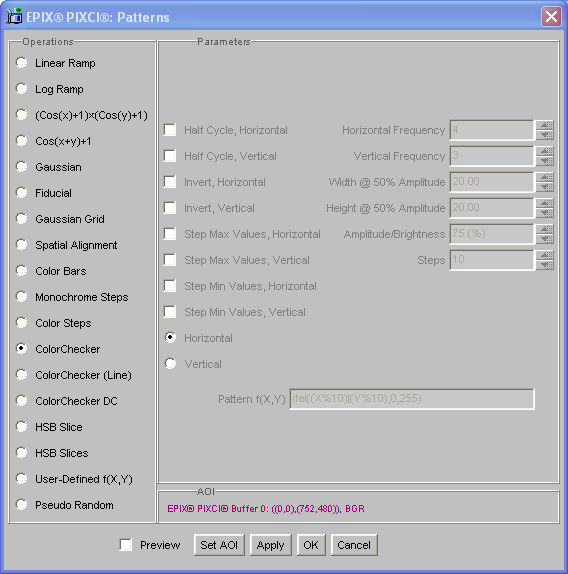 EPIX® PIXCI®: Patterns
Operations
Linear Ramp
Log Ramp
(Cos(x)+1)×(Cos(y)+1)
Cos(x+y)+1
Gaussian
Fiducial
Gaussian Grid
Spatial Alignment
Color Bars
Monochrome Steps
Color Steps
ColorChecker
ColorChecker (Line)
ColorChecker DC
HSB Slice
HSB Slices
User-Defined f(X,Y)
Pseudo Random
Parameters
Half Cycle, Horizontal Horizontal Frequency 4
Half Cycle, Vertical Vertical Frequency 3
Invert, Horizontal Width @ 50% Amplitude 20.00
Invert, Vertical Height @ 50% Amplitude 20.00
Step Max Values, Horizontal Amplitude/Brightness 75 (%)
Step Max Values, Vertical Steps 10
Step Min Values, Horizontal
Step Min Values, Vertical
Horizontal
Vertical
Pattern f(X,Y) ifel((X%10)|(Y%10),0,255)
AOI
EPIX® PIXCI® Buffer 0: ((0,0),(752,480)), BGR
Preview Set AOI Apply OK Cancel